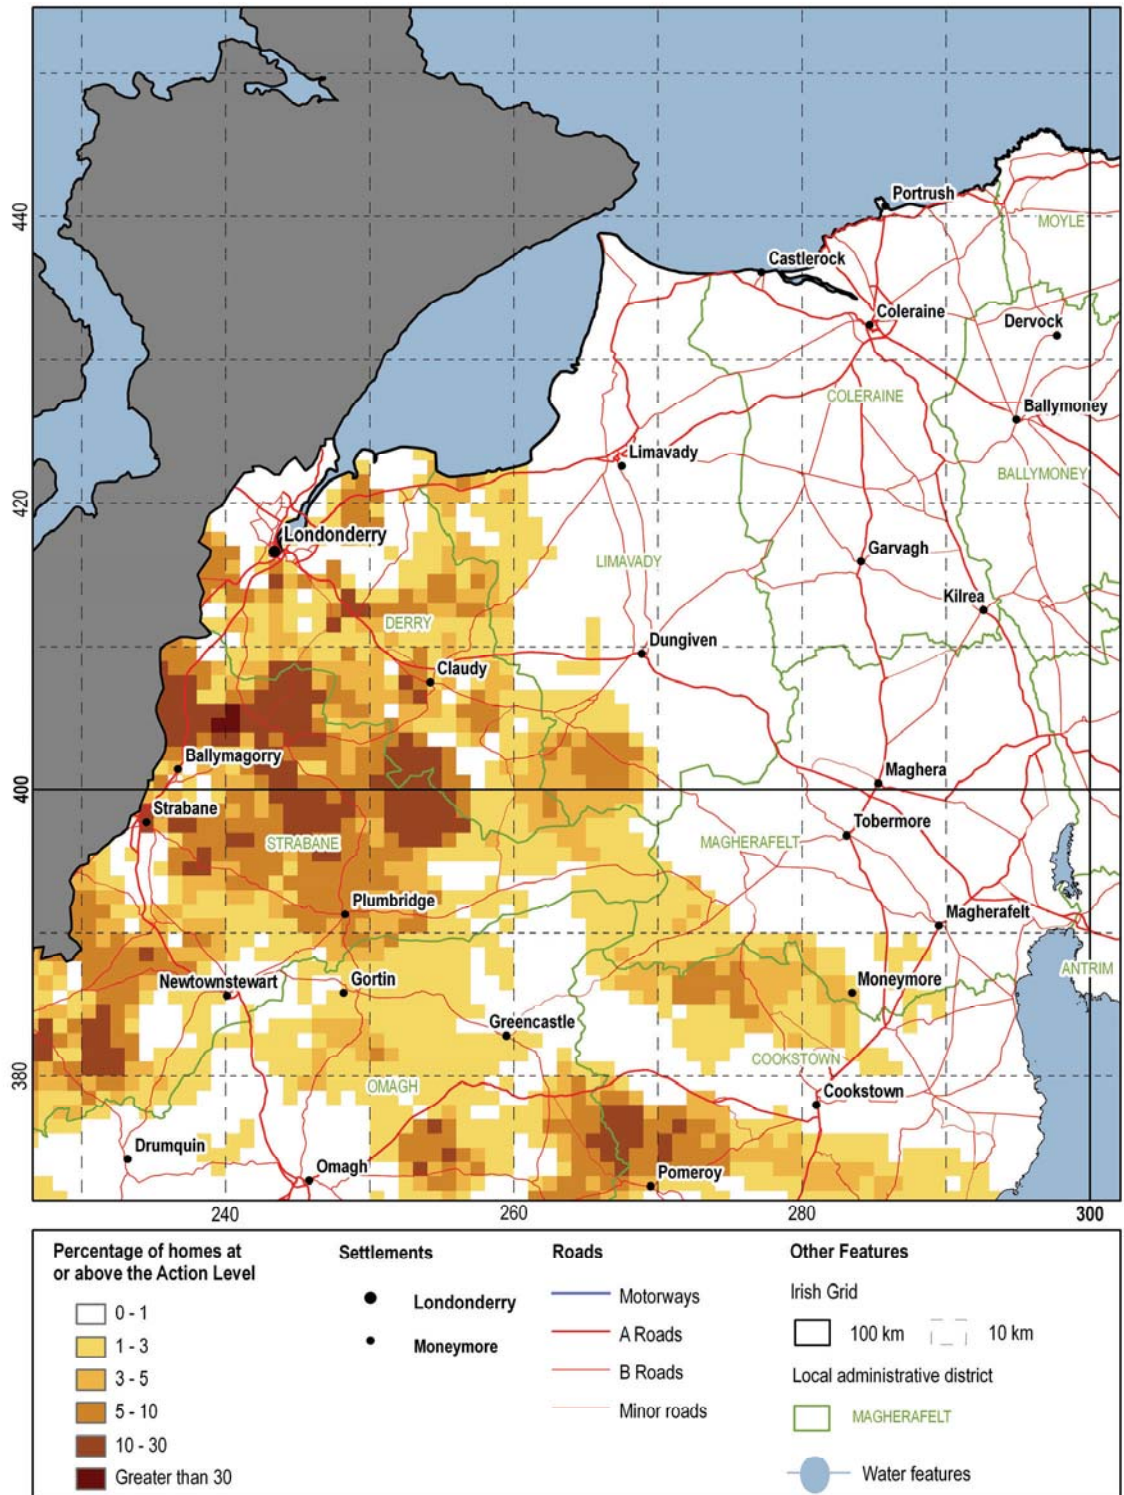 Portrush
MOYLE
440
Castlerock
Coleraine
Dervock
COLERAINE
Ballymoney
Limavady
BALLYMONEY
420
Londonderry
Garvagh
LIMAVADY
Kilrea
DERRY
Dungiven
Claudy
Ballymagorry
Maghera
400
Strabane
Tobermore
STRABANE
MAGHERAFELT
Plumbridge
Magherafelt
Newtownstewart
Gortin
Moneymore
ANTRIM
Greencastle
COOKSTOWN
380
OMAGH
Cookstown
Drumquin
Omagh
Pomeroy
240
260
280
300
Percentage of homes at
or above the Action Level
0 - 1
1 - 3
3 - 5
5 - 10
10 - 30
Greater than 30
Settlements
Londonderry
Moneymore
Roads
Motorways
A Roads
B Roads
Minor roads
Other Features
Irish Grid
100 km
10 km
Local administrative district
MAGHERAFELT
Water features